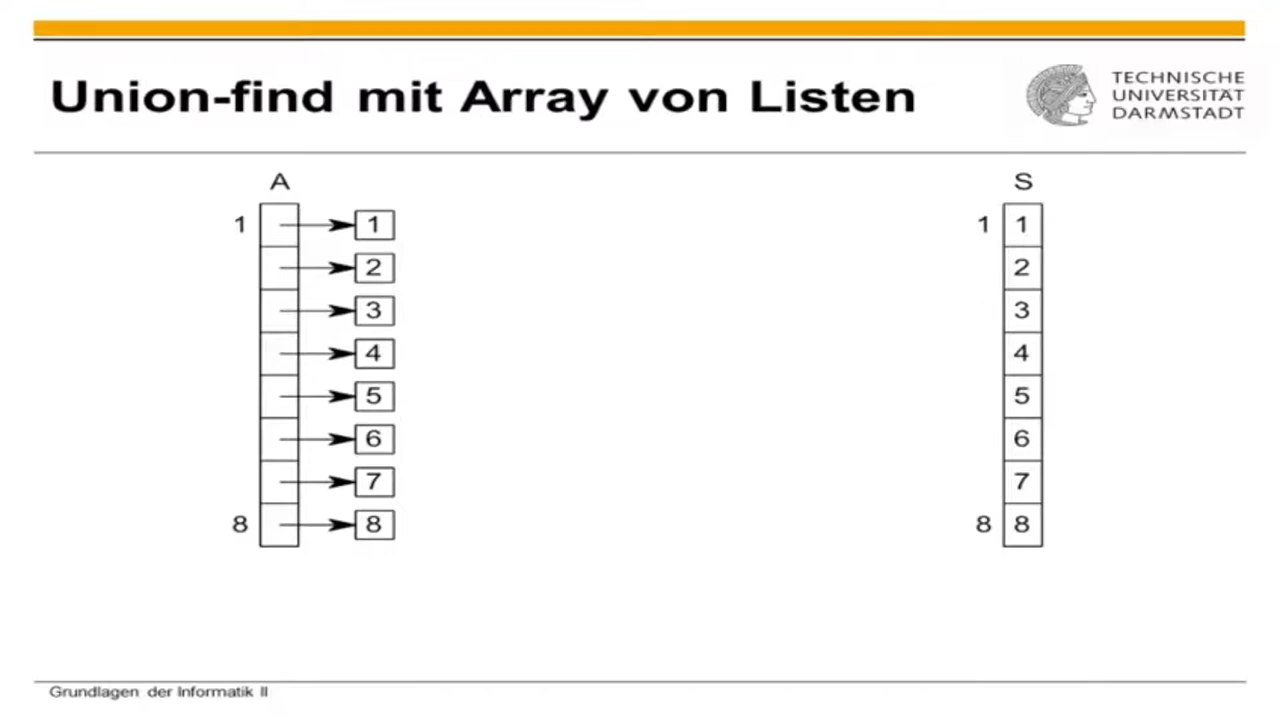 Union-find mit Array von Listen
TECHNISCHE
UNIVERSITÄT
DARMSTADT
A S
1 1 1 1
2 2
3 3
4 4
5 5
6 6
7 7
8 8 8 8
Grundlagen der Informatik II